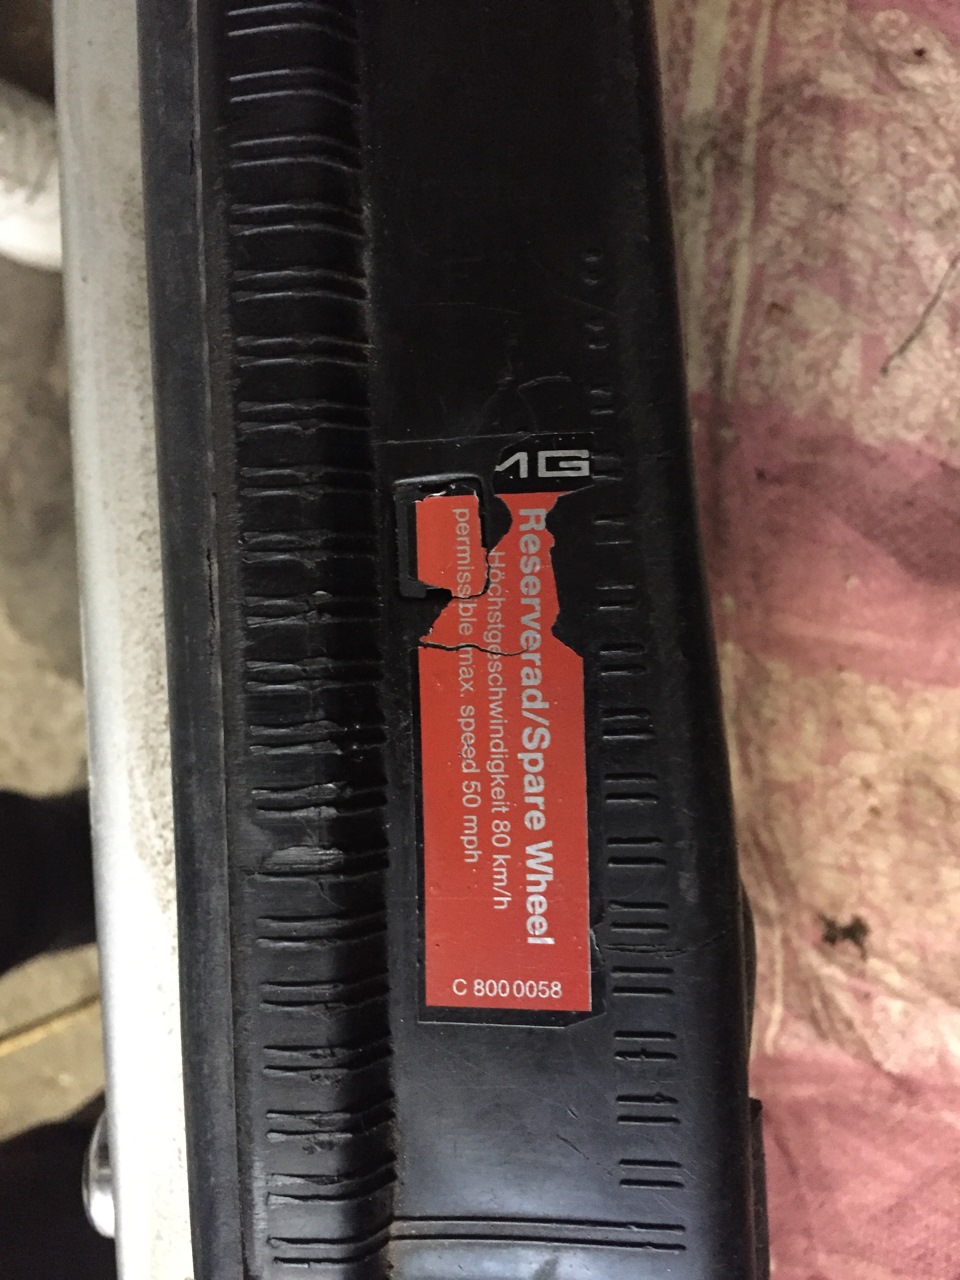 Reserverad/Spare Wheel
Höchstgeschwindigkeit 80 km/h
permissible max. speed 50 mph
C 800 0058